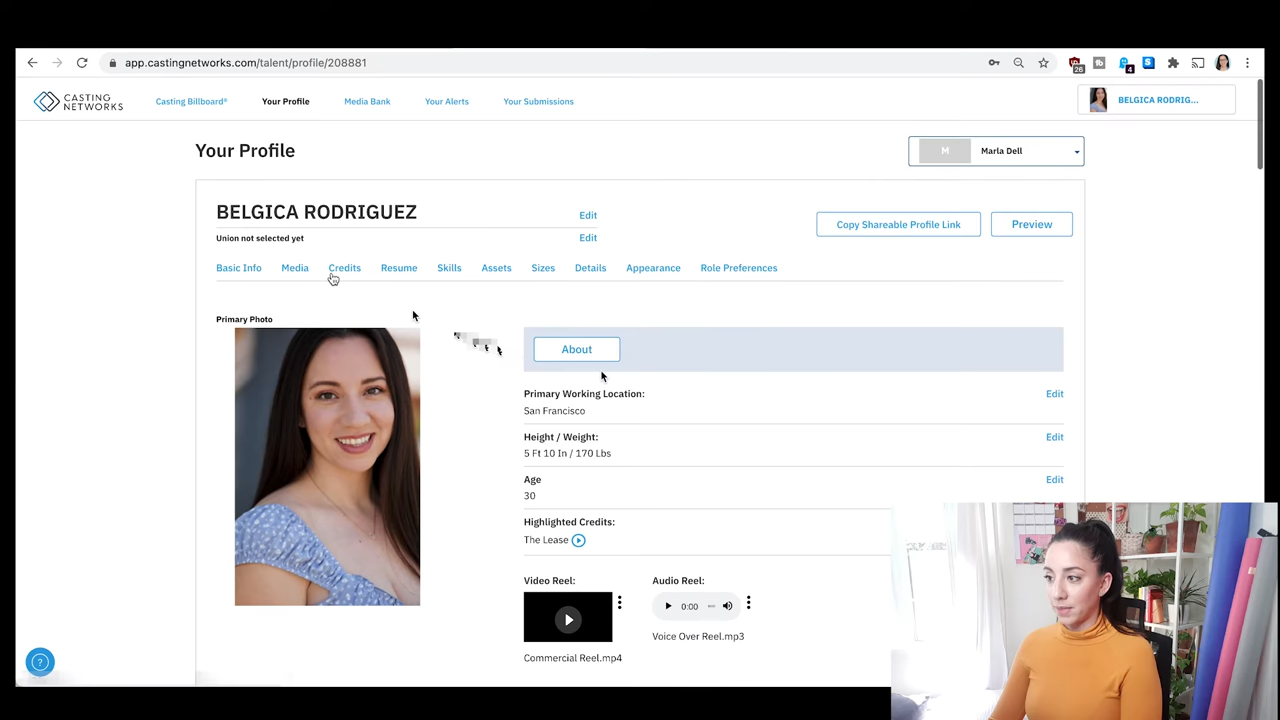 app.castingnetworks.com/talent/profile/208881
26
4
CASTING
NETWORKS
Casting Billboard®
Your Profile
Media Bank
Your Alerts
Your Submissions
BELGICA RODRIG...
Your Profile
M
Marla Dell
BELGICA RODRIGUEZ
Edit
Union not selected yet
Edit
Copy Shareable Profile Link
Preview
Basic Info
Media
Credits
Resume
Skills
Assets
Sizes
Details
Appearance
Role Preferences
Primary Photo
About
Primary Working Location:
Edit
San Francisco
Height / Weight:
Edit
5 Ft 10 In / 170 Lbs
Age
Edit
30
Highlighted Credits:
The Lease
Video Reel:
Audio Reel:
0:00
Voice Over Reel.mp3
Commercial Reel.mp4
?